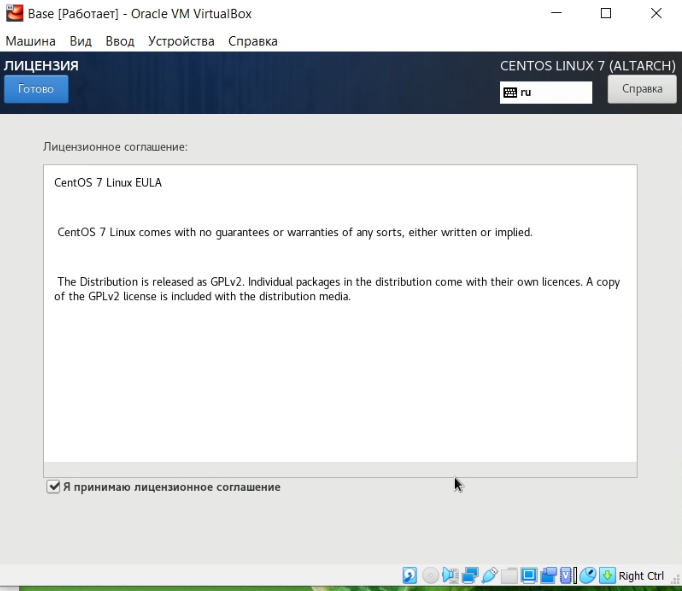 Base [Работает] - Oracle VM VirtualBox
Машина Вид Ввод Устройства Справка
ЛИЦЕНЗИЯ
CENTOS LINUX 7 (ALTARCH)
Готово
ru
Справка
Лицензионное соглашение:
CentOS 7 Linux EULA
CentOS 7 Linux comes with no guarantees or warranties of any sorts, either written or implied.
The Distribution is released as GPLv2. Individual packages in the distribution come with their own licences. A copy
of the GPLv2 license is included with the distribution media.
Я принимаю лицензионное соглашение
Right Ctrl